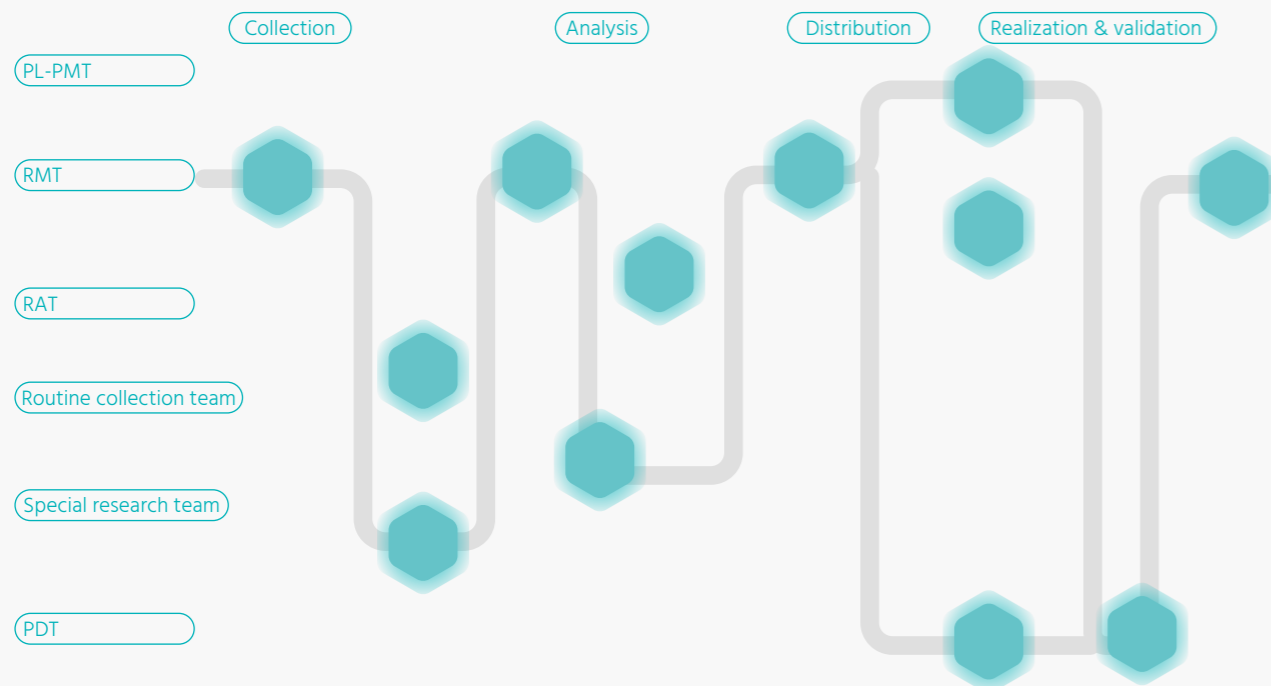 Collection
Analysis
Distribution
Realization & validation
PL-PMT
RMT
RAT
Routine collection team
Special research team
PDT